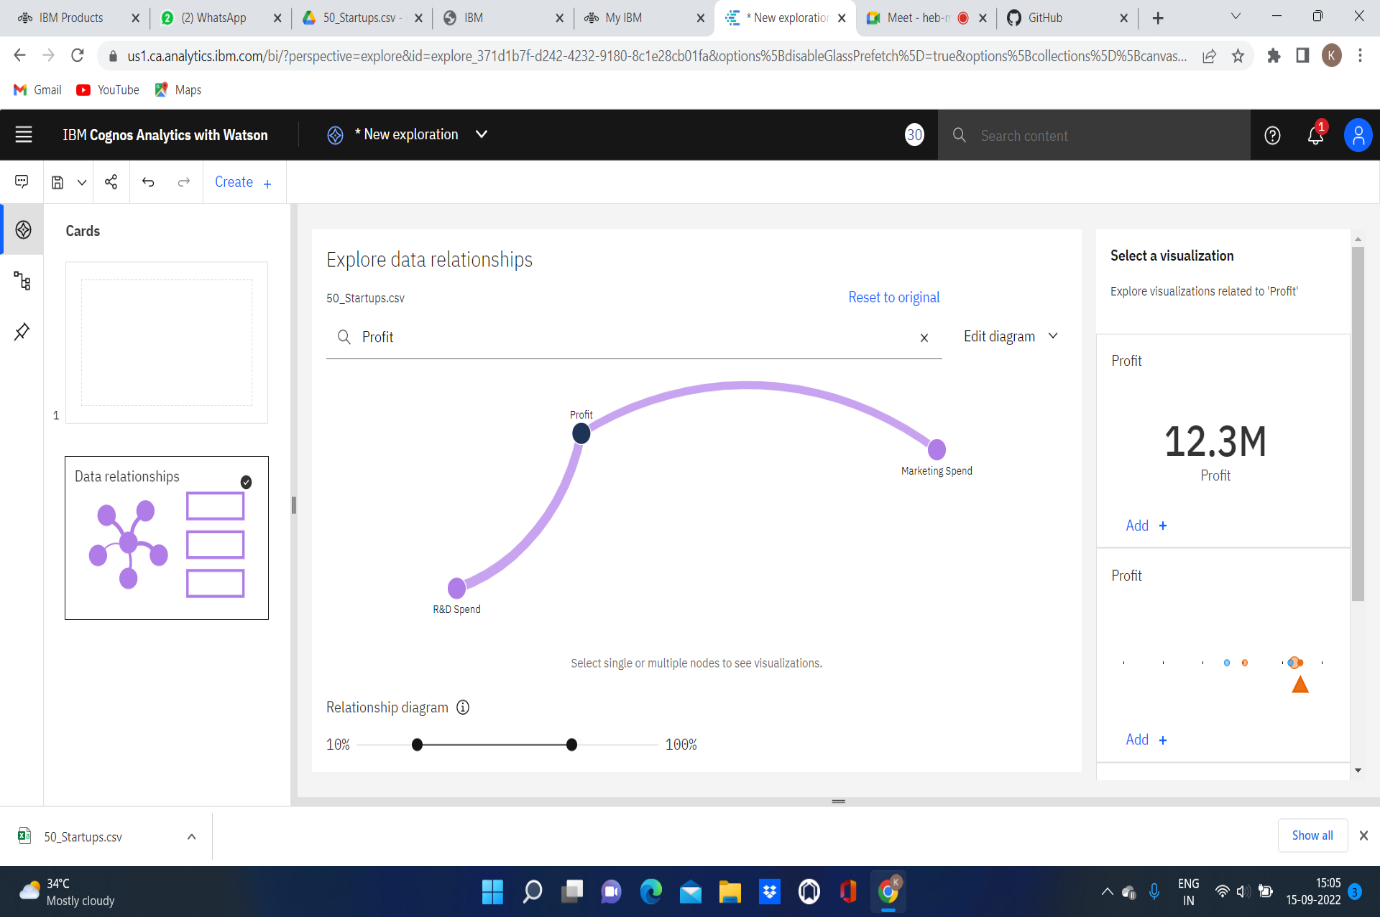 IBM Products
(2) WhatsApp
50_Startups.csv -
IBM
My IBM
* New exploration
Meet - heb-
GitHub
us1.ca.analytics.ibm.com/bi/?perspective=explore&id=explore_371d1b7f-d242-4232-9180-8c1e28cb01fa&options%5BdisableGlassPrefetch%5D=true&options%5Bcollections%5D%5Bcanvas...
K
Gmail
YouTube
Maps
IBM Cognos Analytics with Watson
* New exploration
30
Search content
1
Create +
Cards
1
Data relationships
Explore data relationships
50_Startups.csv
Reset to original
Profit
Edit diagram
Profit
Marketing Spend
R&D Spend
Select single or multiple nodes to see visualizations.
Relationship diagram
10%
100%
Select a visualization
Explore visualizations related to 'Profit'
Profit
12.3M
Profit
Add +
Profit
Add +
50_Startups.csv
Show all
34°C
Mostly cloudy
ENG
IN
15:05
15-09-2022
3